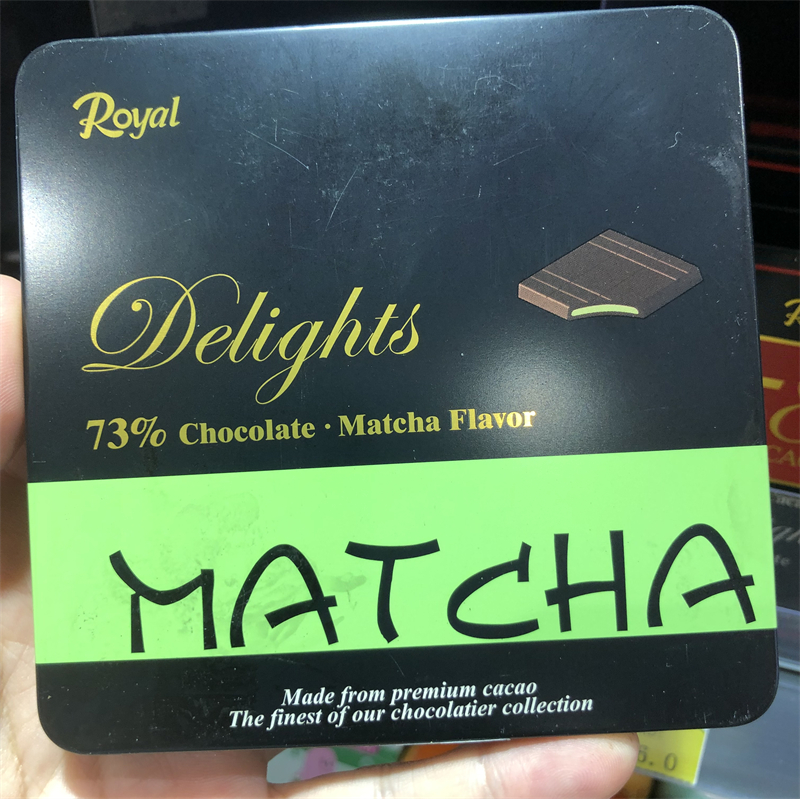 Royal
Delights
73% Chocolate · Matcha Flavor
MATCHA
Made from premium cacao
The finest of our chocolatier collection